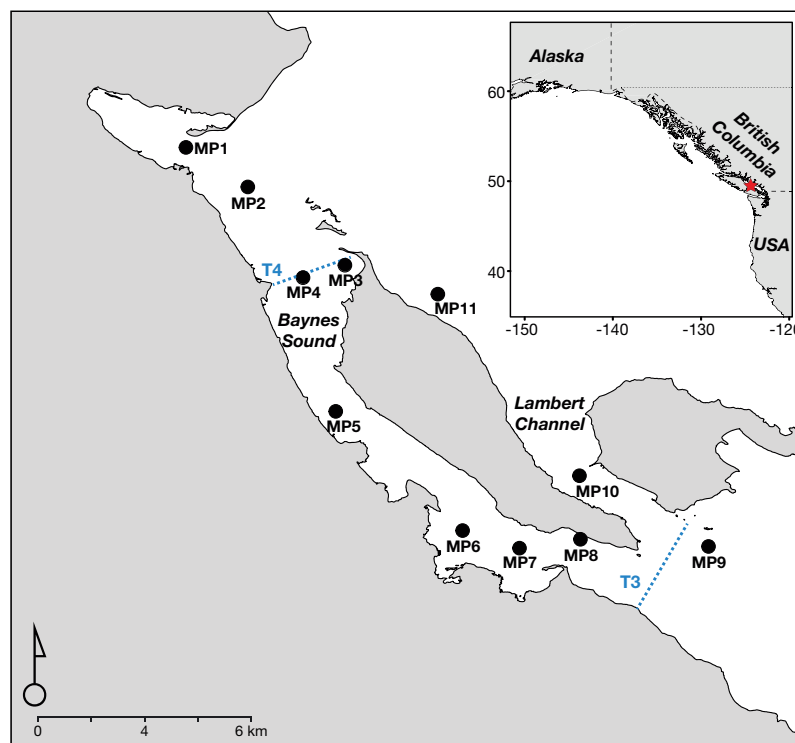 Alaska
British
Columbia
USA
60
50
40
-150
-140
-130
-120
MP1
MP2
T4
MP3
MP4
MP11
Baynes
Sound
Lambert
Channel
MP5
MP10
MP6
MP7
MP8
MP9
T3
0
4
6 km